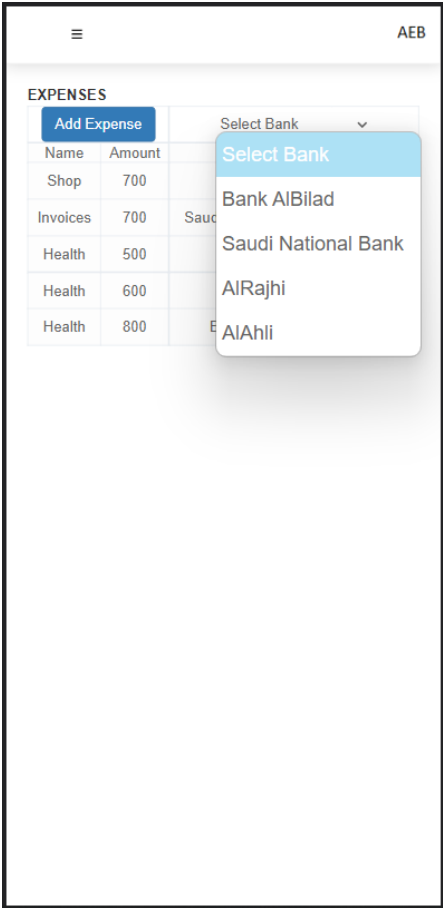 ≡ AEB
EXPENSES
Add Expense Select Bank
Name Amount
Select Bank
Shop 700
Bank AlBilad
Invoices 700
Saudi National Bank
Health 500
AlRajhi
Health 600
AlAhli
Health 800